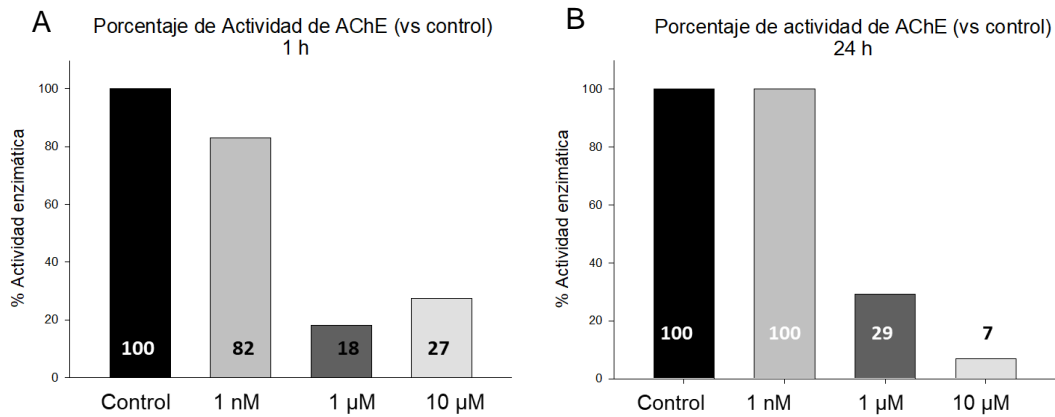 A
Porcentaje de Actividad de AChE (vs control)
1 h
% Actividad enzimática
100
80
60
40
20
0
100
82
18
27
Control
1 nM
1 µM
10 µM
B
Porcentaje de actividad de AChE (vs control)
24 h
% Actividad enzimática
100
80
60
40
20
0
100
100
29
7
Control
1 nM
1 µM
10 µM